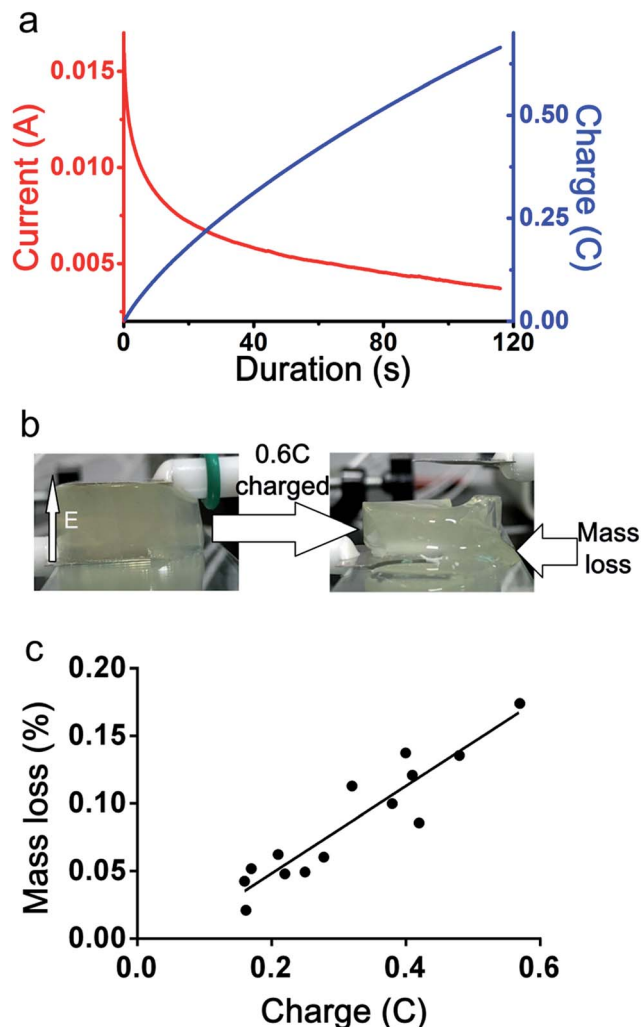 a
0.015
0.010
0.005
Current (A)
0.50
0.25
0.00
Charge (C)
0
40
80
120
Duration (s)
b
E
0.6C
charged
Mass
loss
c
0.20
0.15
0.10
0.05
0.00
Mass loss (%)
0.0
0.2
0.4
0.6
Charge (C)